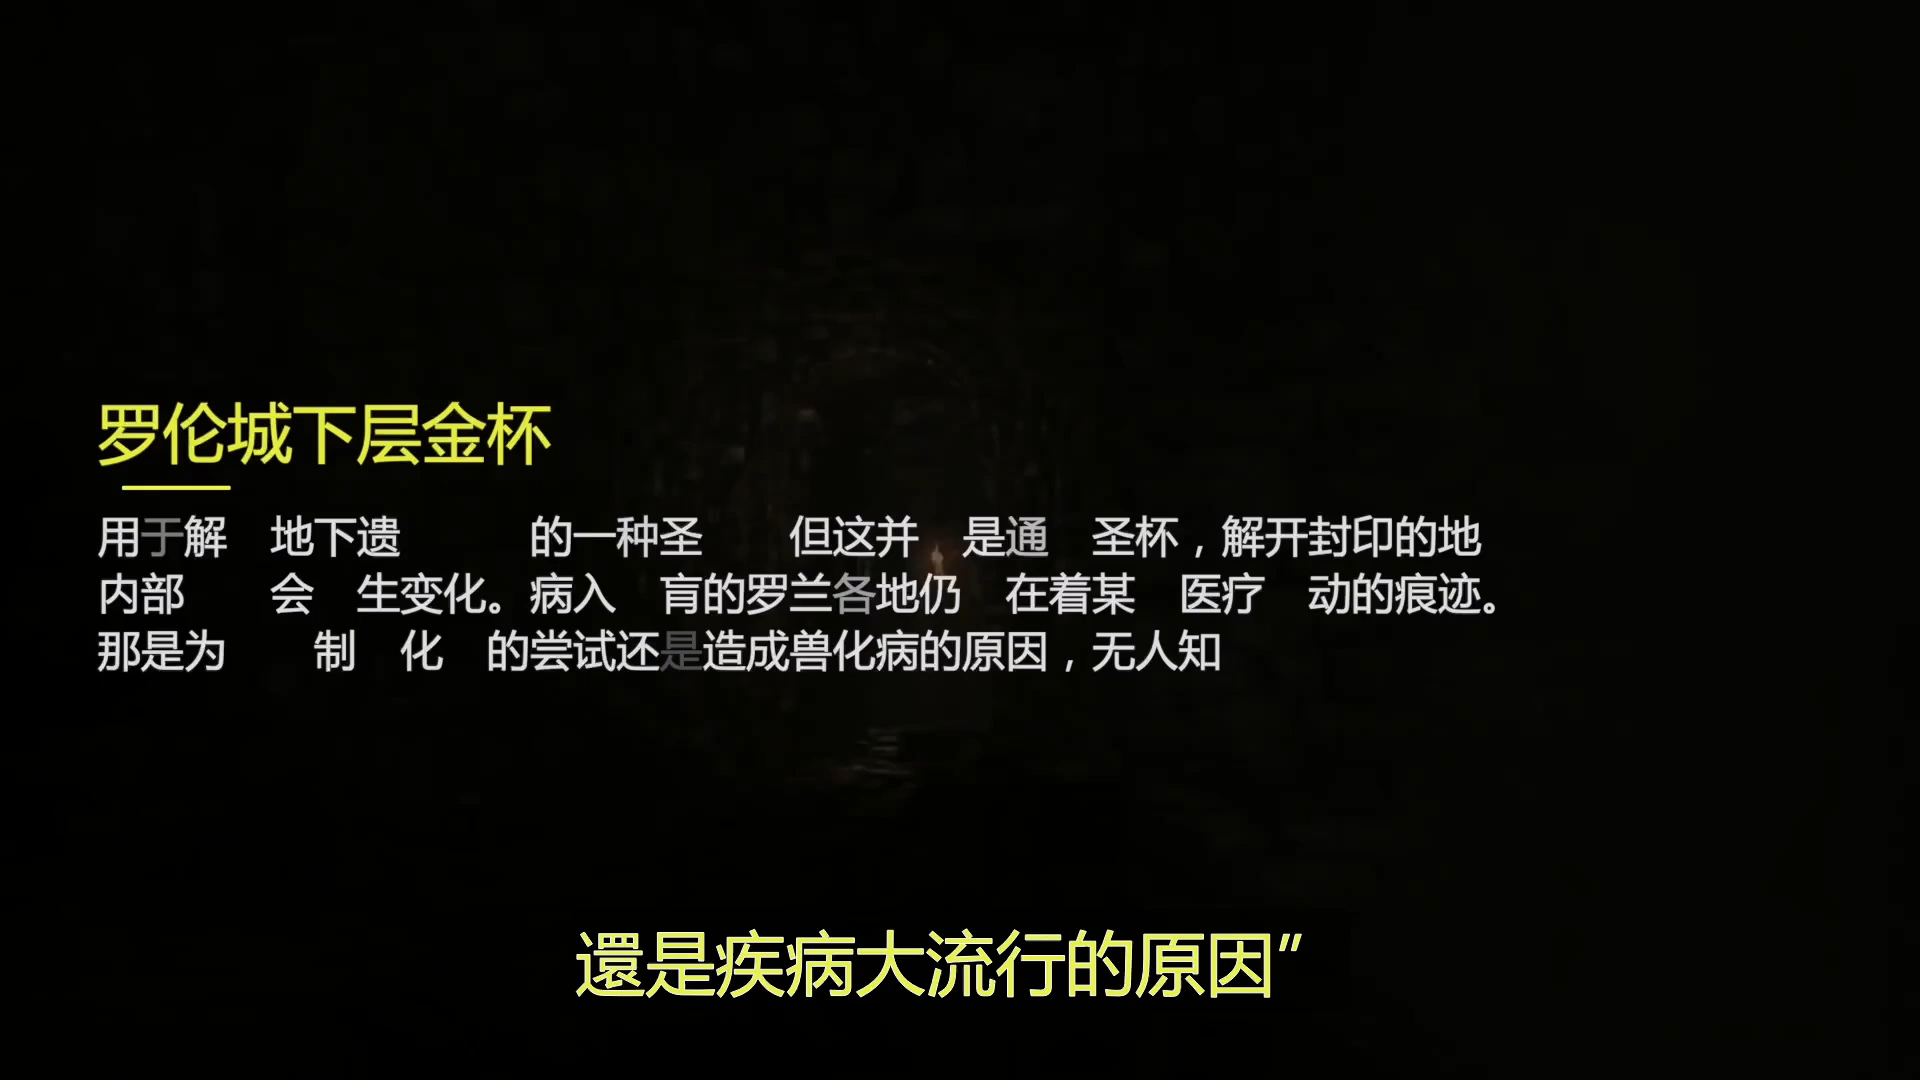 罗伦城下层金杯
用于解 地下遗 的一种圣 但这并 是通 圣杯，解开封印的地
内部 会 生变化。病入 肓的罗兰各地仍 在着某 医疗 动的痕迹。
那是为 制 化 的尝试还是造成兽化病的原因，无人知
還是疾病大流行的原因”